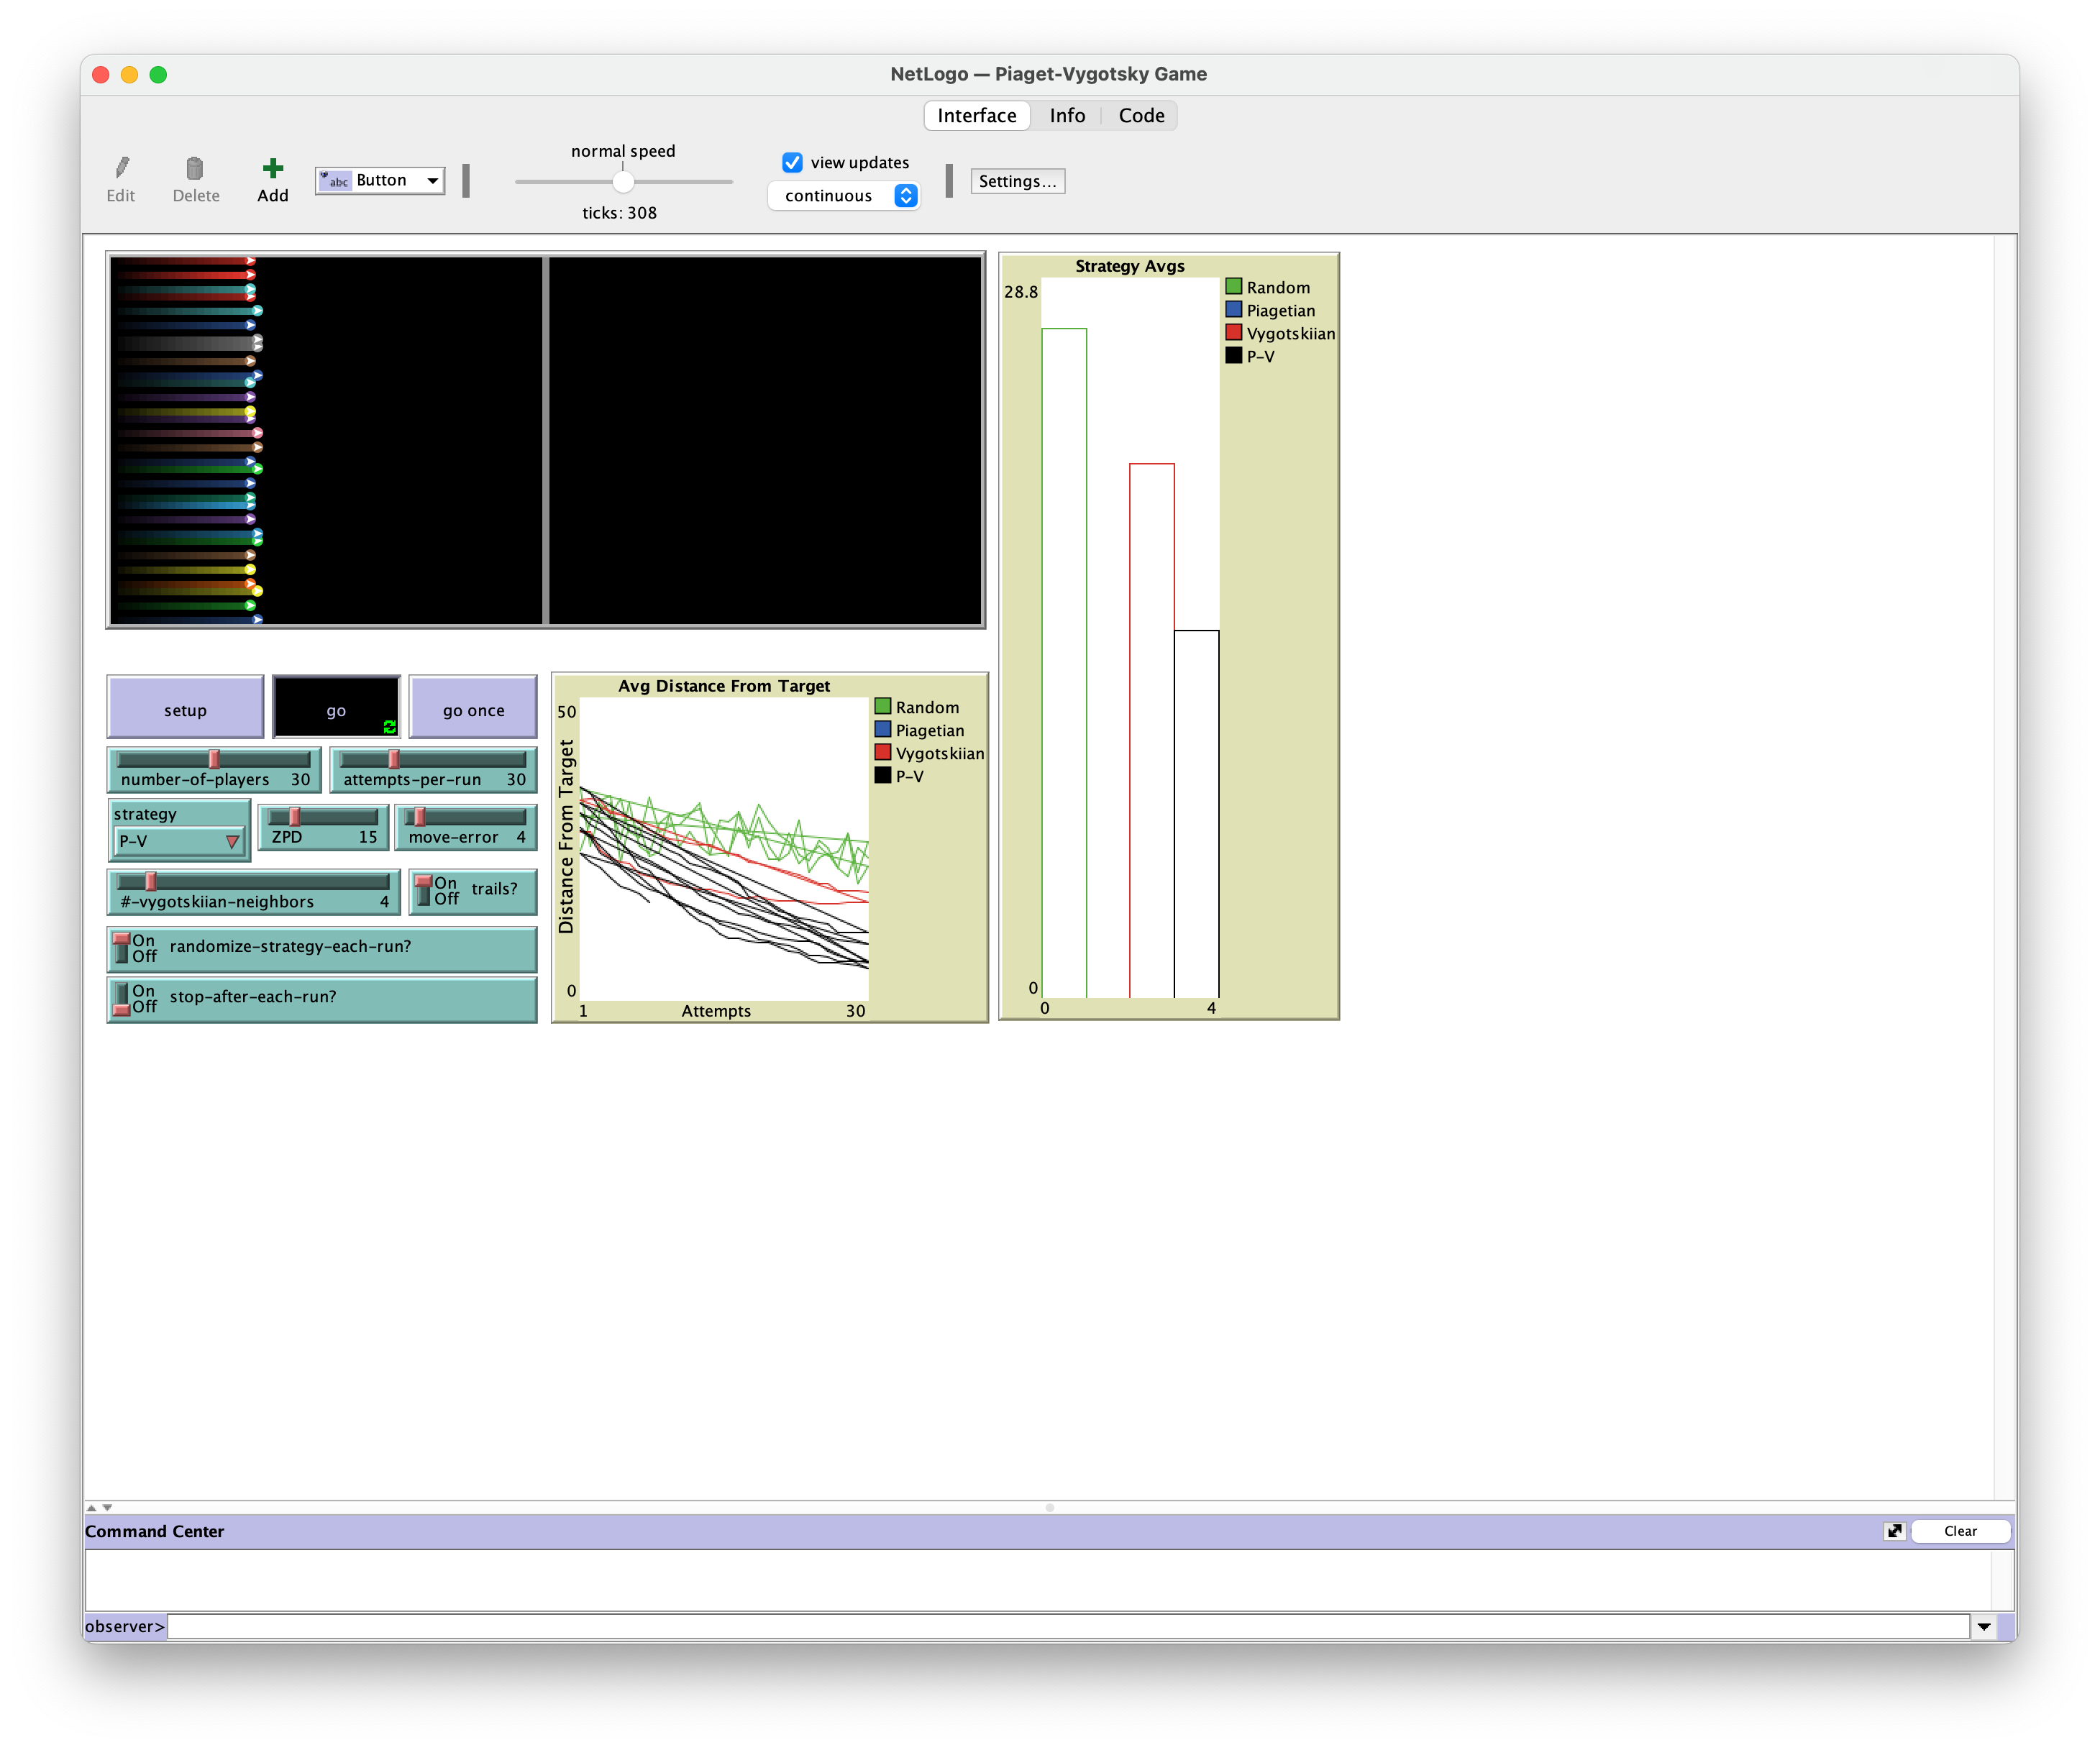 NetLogo — Piaget-Vygotsky Game
Interface Info Code
Edit Delete Add abc Button
normal speed
ticks: 308
view updates
continuous
Settings...
Strategy Avgs
28.8
0
0 4
Random
Piagetian
Vygotskiian
P-V
setup go go once
number-of-players 30
attempts-per-run 30
strategy
P-V
ZPD 15
move-error 4
#-vygotskiian-neighbors 4
On
Off
trails?
On
Off
randomize-strategy-each-run?
On
Off
stop-after-each-run?
Avg Distance From Target
50
Distance From Target
0
1 Attempts 30
Random
Piagetian
Vygotskiian
P-V
Command Center
Clear
observer>